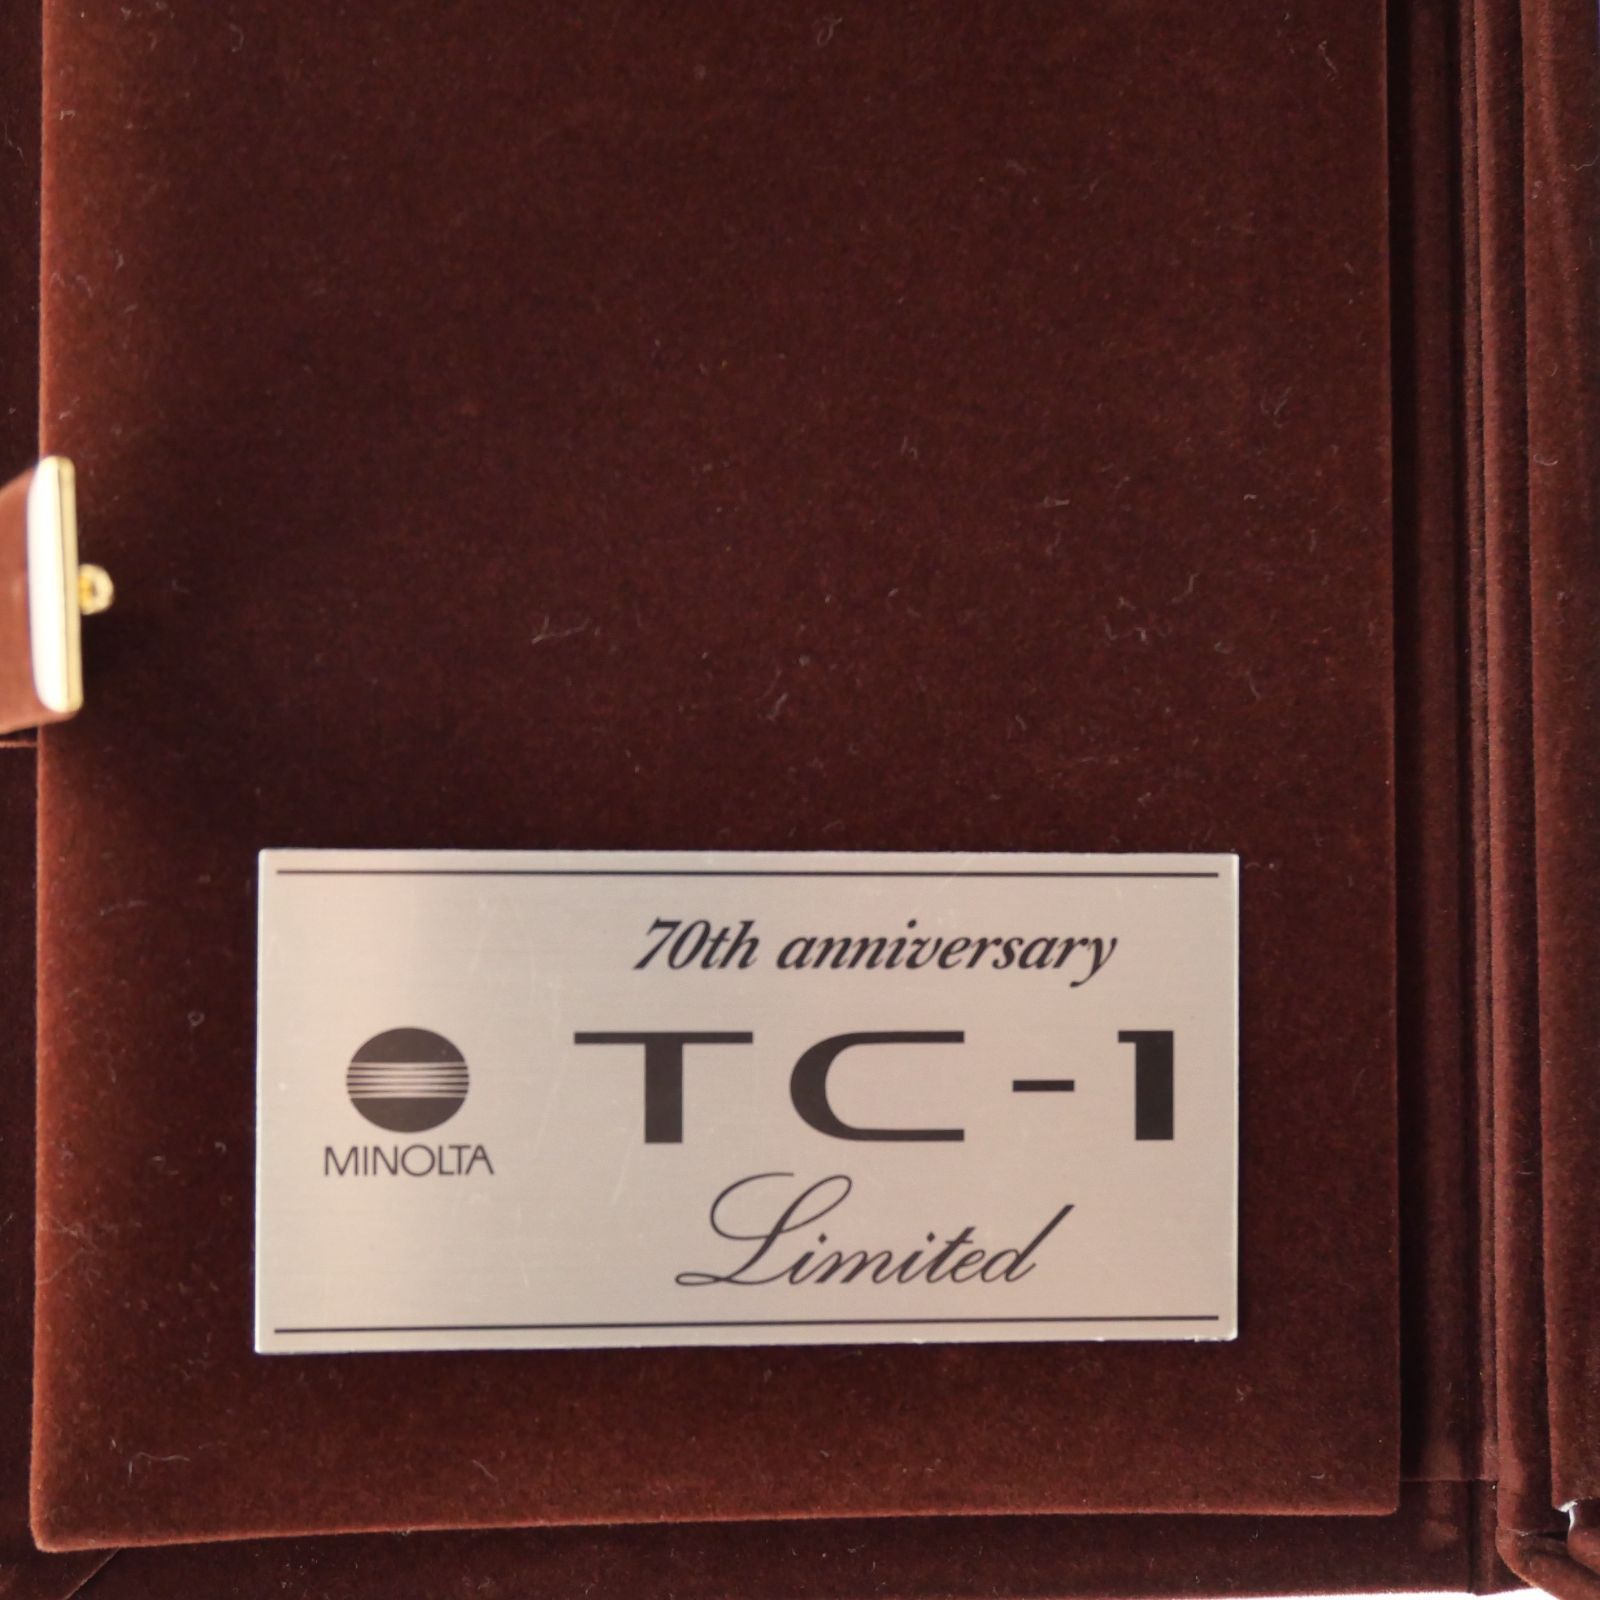 70th anniversary
TC-1
MINOLTA
Limited